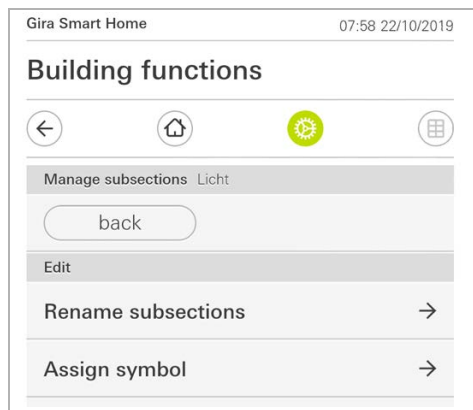 Gira Smart Home 07:58 22/10/2019
Building functions
Manage subsections Licht
back
Edit
Rename subsections
Assign symbol